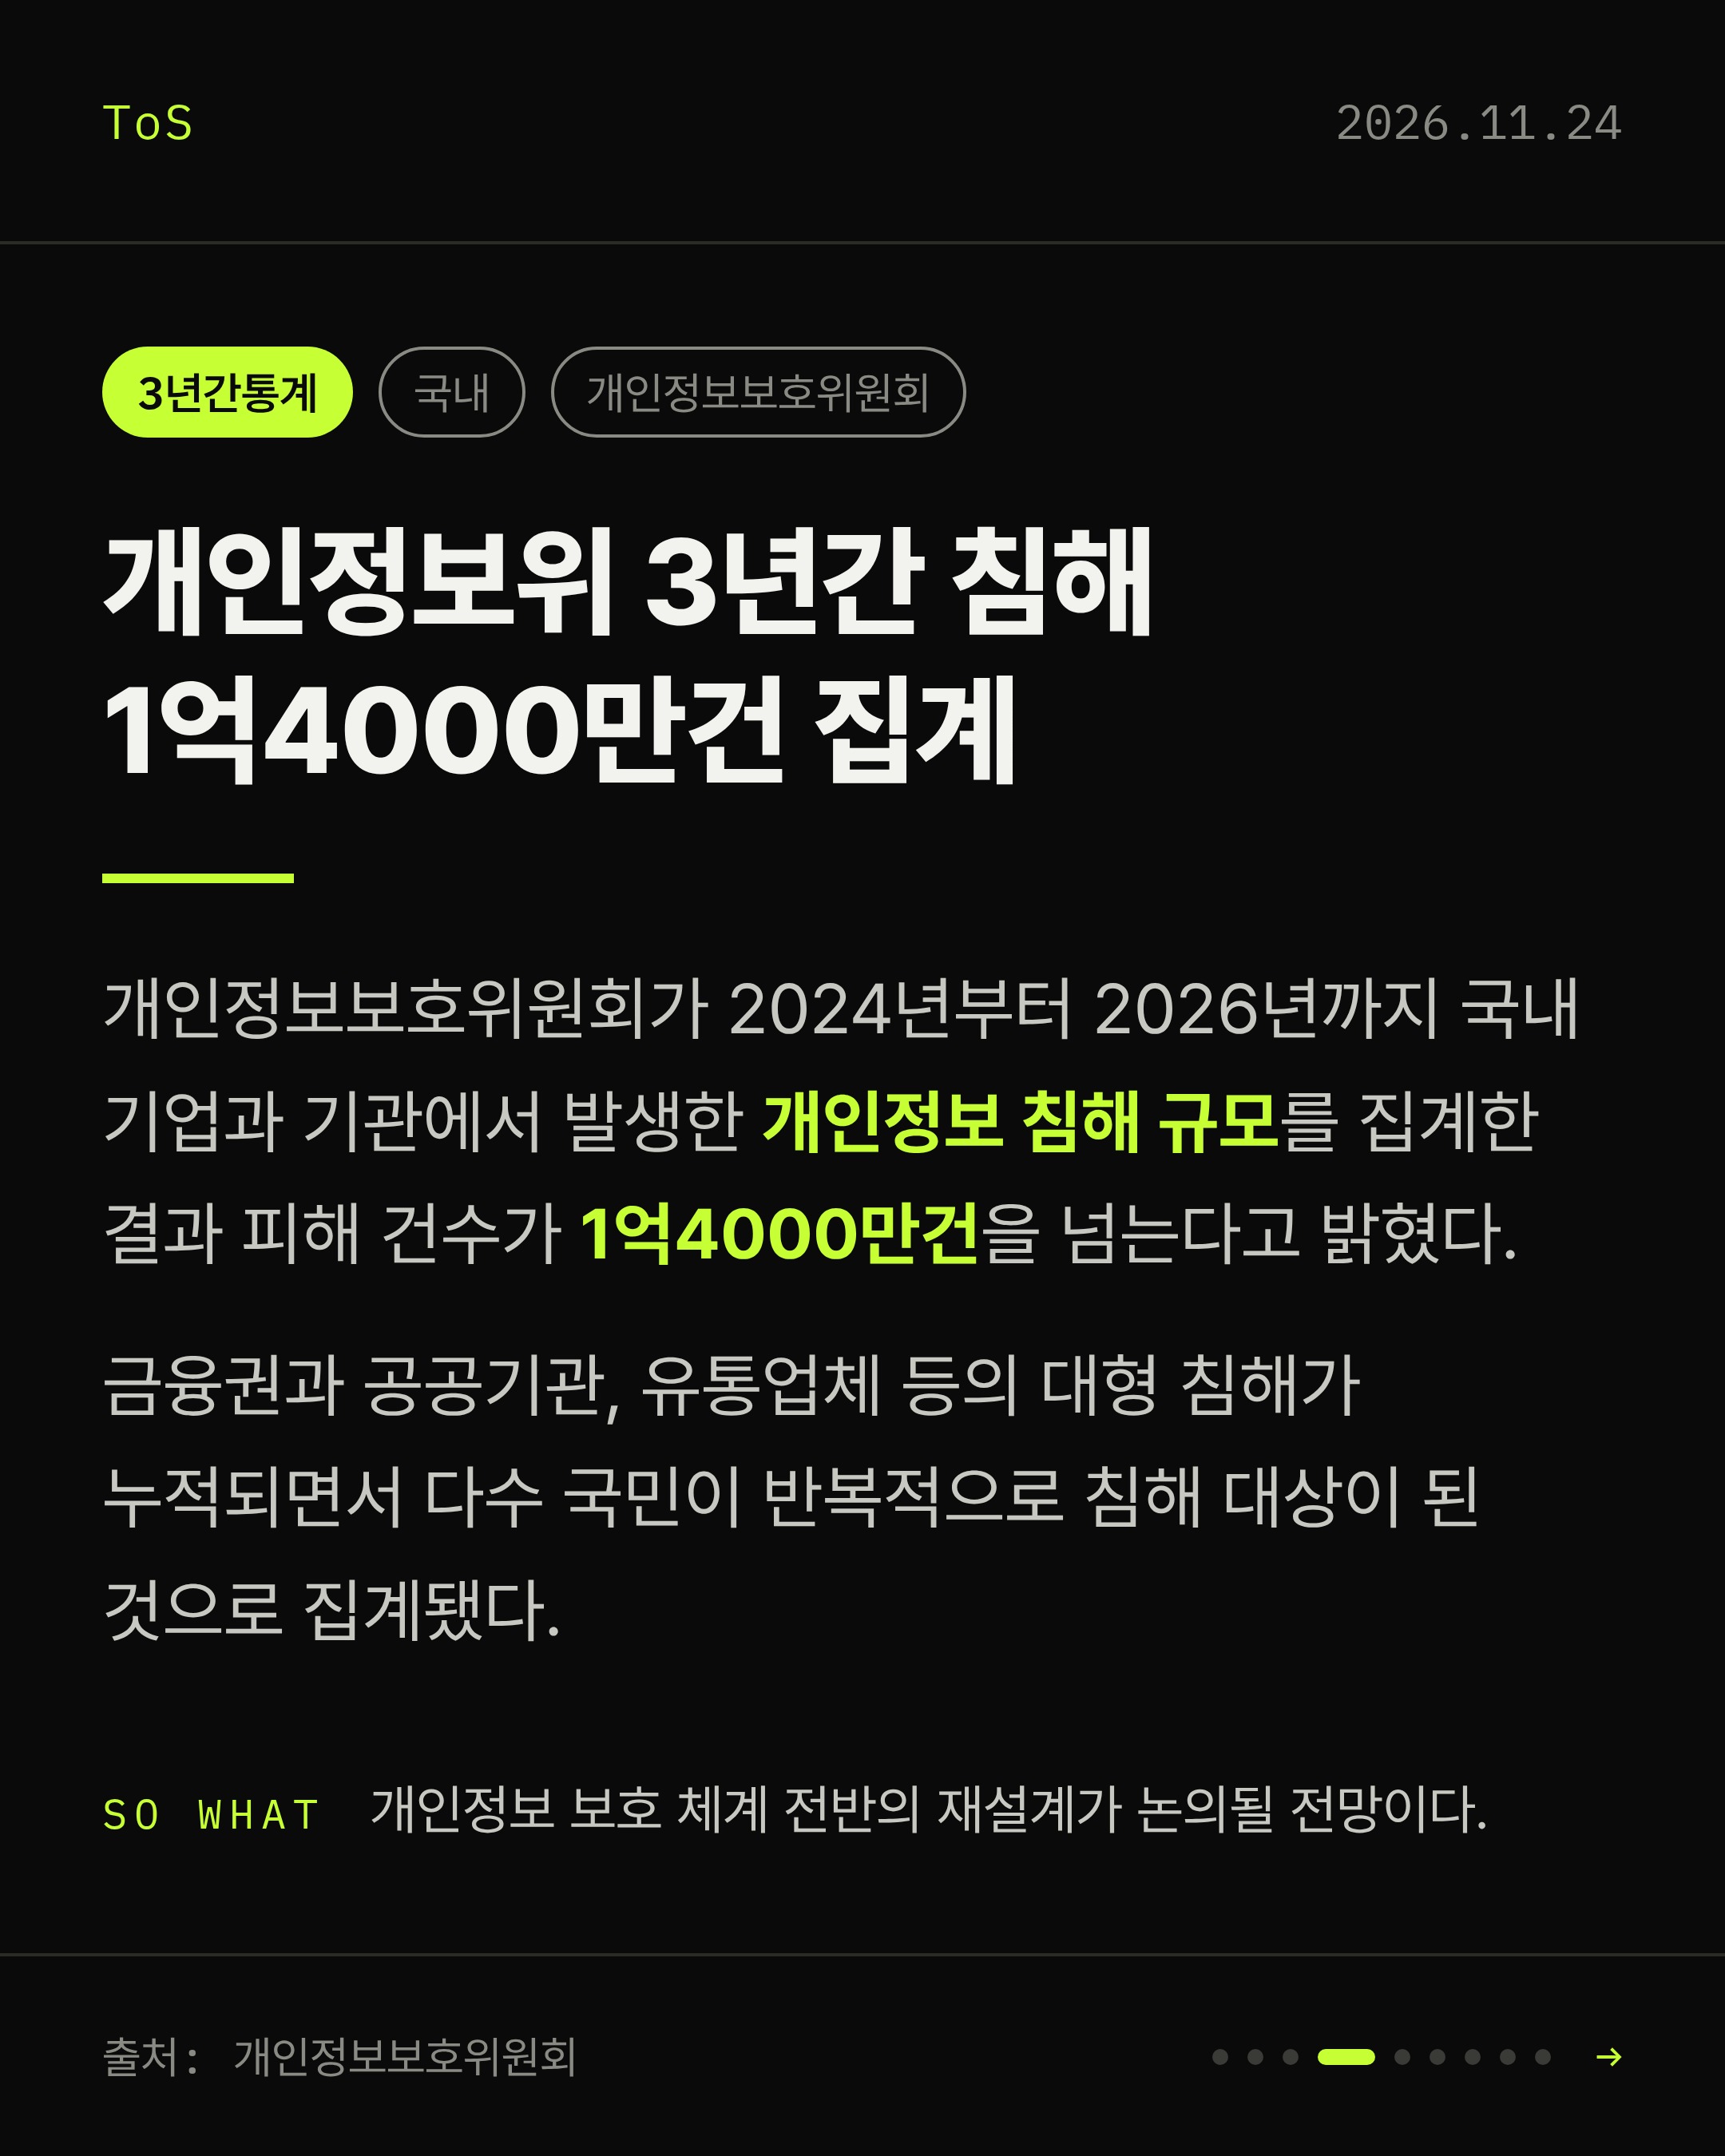 ToS
2026.11.24
3년간통계
국내
개인정보보호위원회
개인정보위 3년간 침해
1억4000만건 집계
개인정보보호위원회가 2024년부터 2026년까지 국내
기업과 기관에서 발생한 개인정보 침해 규모를 집계한
결과 피해 건수가 1억4000만건을 넘는다고 밝혔다.
금융권과 공공기관, 유통업체 등의 대형 침해가
누적되면서 다수 국민이 반복적으로 침해 대상이 된
것으로 집계됐다.
SO WHAT 개인정보 보호 체계 전반의 재설계가 논의될 전망이다.
출처: 개인정보보호위원회
→